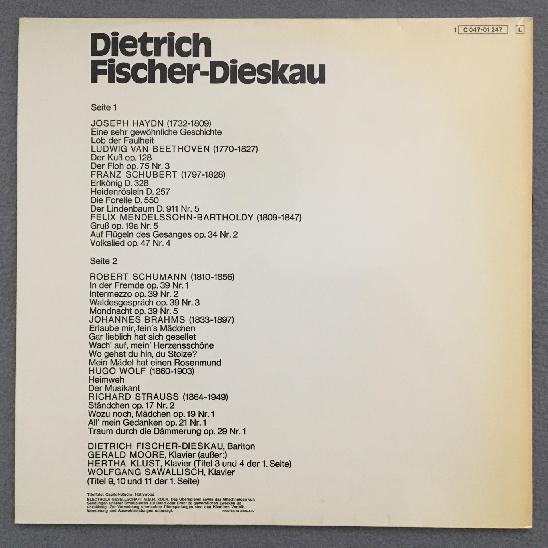 Dietrich
Fischer-Dieskau
1 C 047-01 247 L
Seite 1
JOSEPH HAYDN (1732-1809)
Eine sehr gewöhnliche Geschichte
Lob der Faulheit
LUDWIG VAN BEETHOVEN (1770-1827)
Der Kuß op. 128
Der Floh op. 75 Nr. 3
FRANZ SCHUBERT (1797-1828)
Erlkönig D. 328
Heidenröslein D. 257
Die Forelle D. 550
Der Lindenbaum D. 911 Nr. 5
FELIX MENDELSSOHN-BARTHOLDY (1809-1847)
Gruß op. 19a Nr. 5
Auf Flügeln des Gesanges op. 34 Nr. 2
Volkslied op. 47 Nr. 4
Seite 2
ROBERT SCHUMANN (1810-1856)
In der Fremde op. 39 Nr. 1
Intermezzo op. 39 Nr. 2
Waldesgespräch op. 39 Nr. 3
Mondnacht op. 39 Nr. 5
JOHANNES BRAHMS (1833-1897)
Erlaube mir, fein's Mädchen
Gar lieblich hat sich gesellet
Wach' auf, mein' Herzensschöne
Wo gehst du hin, du Stolze?
Mein Mädel hat einen Rosenmund
HUGO WOLF (1860-1903)
Heimweh
Der Musikant
RICHARD STRAUSS (1864-1949)
Ständchen op. 17 Nr. 2
Wozu noch, Mädchen op. 19 Nr. 1
All' mein Gedanken op. 21 Nr. 1
Traum durch die Dämmerung op. 29 Nr. 1
DIETRICH FISCHER-DIESKAU, Bariton
GERALD MOORE, Klavier (außer:)
HERTHA KLUST, Klavier (Titel 3 und 4 der 1. Seite)
WOLFGANG SAWALLISCH, Klavier
(Titel 9, 10 und 11 der 1. Seite)